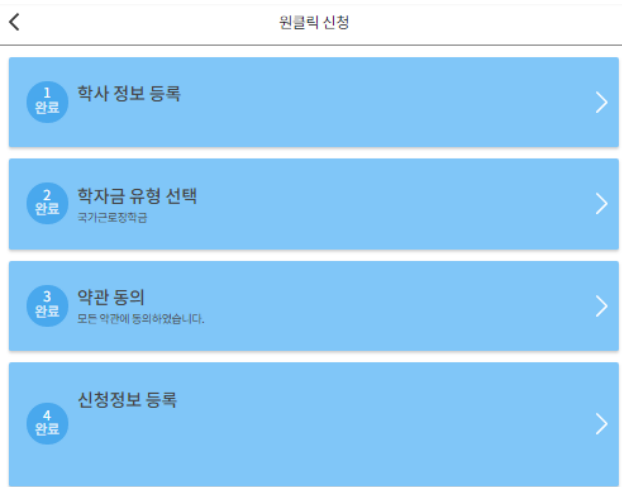 원클릭 신청
1
완료
학사 정보 등록
2
완료
학자금 유형 선택
국가근로장학금
3
완료
약관 동의
모든 약관에 동의하였습니다.
4
완료
신청정보 등록